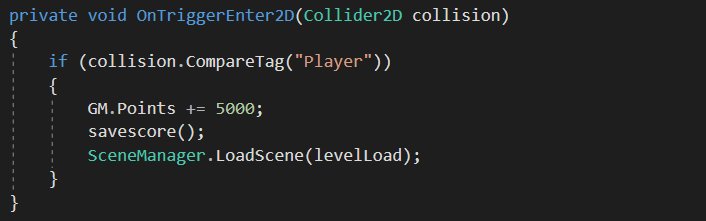 private void OnTriggerEnter2D(Collider2D collision)
{
if (collision.CompareTag("Player"))
{
GM.Points += 5000;
savescore();
SceneManager.LoadScene(levelLoad);
}
}